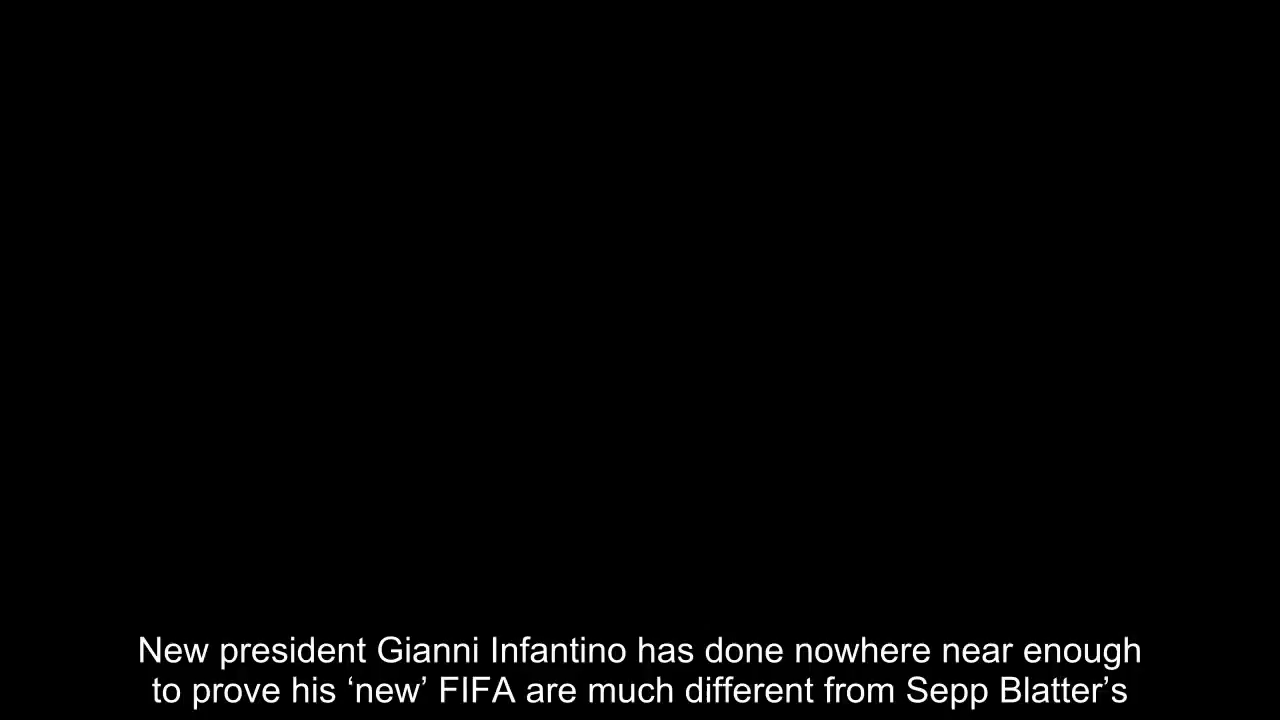 New president Gianni Infantino has done nowhere near enough
to prove his ‘new’ FIFA are much different from Sepp Blatter’s